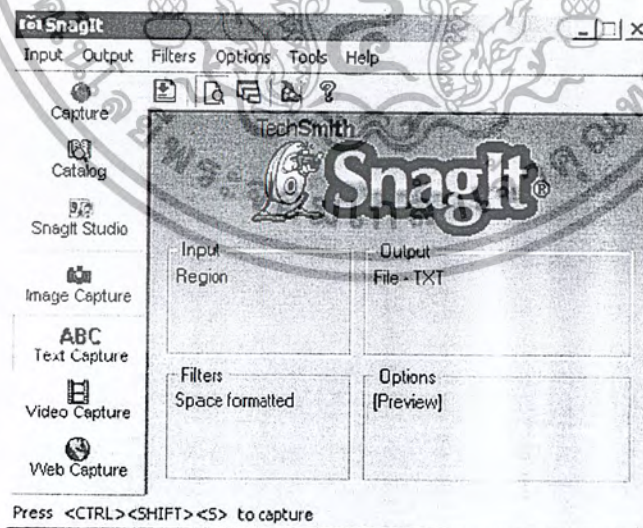 SnagIt
Input Output Filters Options Tools Help
Capture
Catalog
SnagIt Studio
Image Capture
ABC
Text Capture
Video Capture
Web Capture
TechSmith
SnagIt®
Input
Region
Output
File - TXT
Filters
Space formatted
Options
[Preview]
Press <CTRL><SHIFT><S> to capture